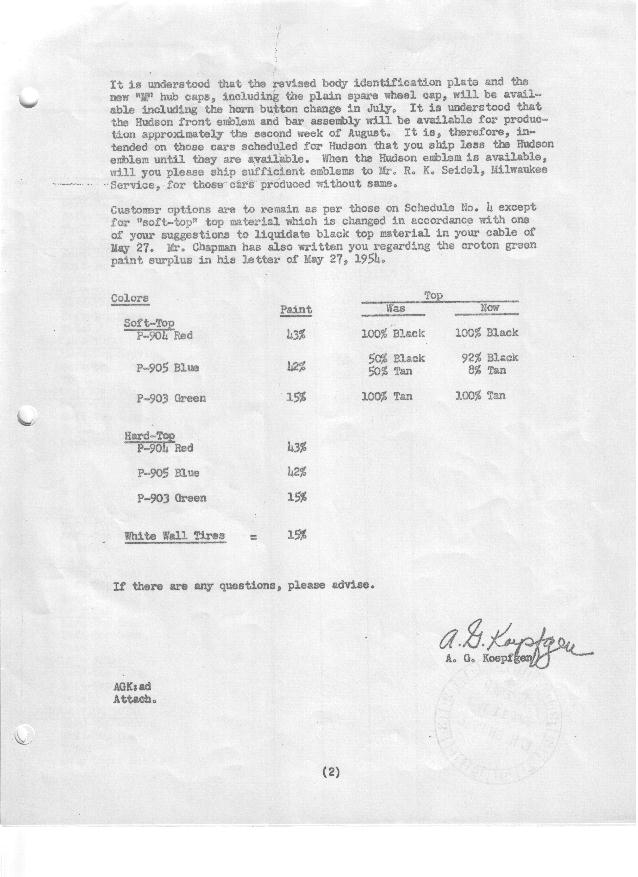 It is understood that the revised body identification plate and the
new "M" hub caps, including the plain spare wheel cap, will be avail-
able including the horn button change in July. It is understood that
the Hudson front emblem and bar assembly will be available for produc-
tion approximately the second week of August. It is, therefore, in-
tended on those cars scheduled for Hudson that you ship less the Hudson
emblem until they are available. When the Hudson emblem is available,
will you please ship sufficient emblems to Mr. R. K. Seidel, Milwaukee
Service, for those cars produced without same.
Customer options are to remain as per those on Schedule No. 4 except
for "soft-top" top material which is changed in accordance with one
of your suggestions to liquidate black top material in your cable of
May 27. Mr. Chapman has also written you regarding the croton green
paint surplus in his letter of May 27, 1954.
Colors Paint Top
Was Now
Soft-Top
P-904 Red 43% 100% Black 100% Black
P-905 Blue 42% 50% Black 92% Black
50% Tan 8% Tan
P-903 Green 15% 100% Tan 100% Tan
Hard-Top
P-904 Red 43%
P-905 Blue 42%
P-903 Green 15%
White Wall Tires = 15%
If there are any questions, please advise.
A. G. Koepfgen
A. G. Koepfgen
AGK:ad
Attach.
(2)